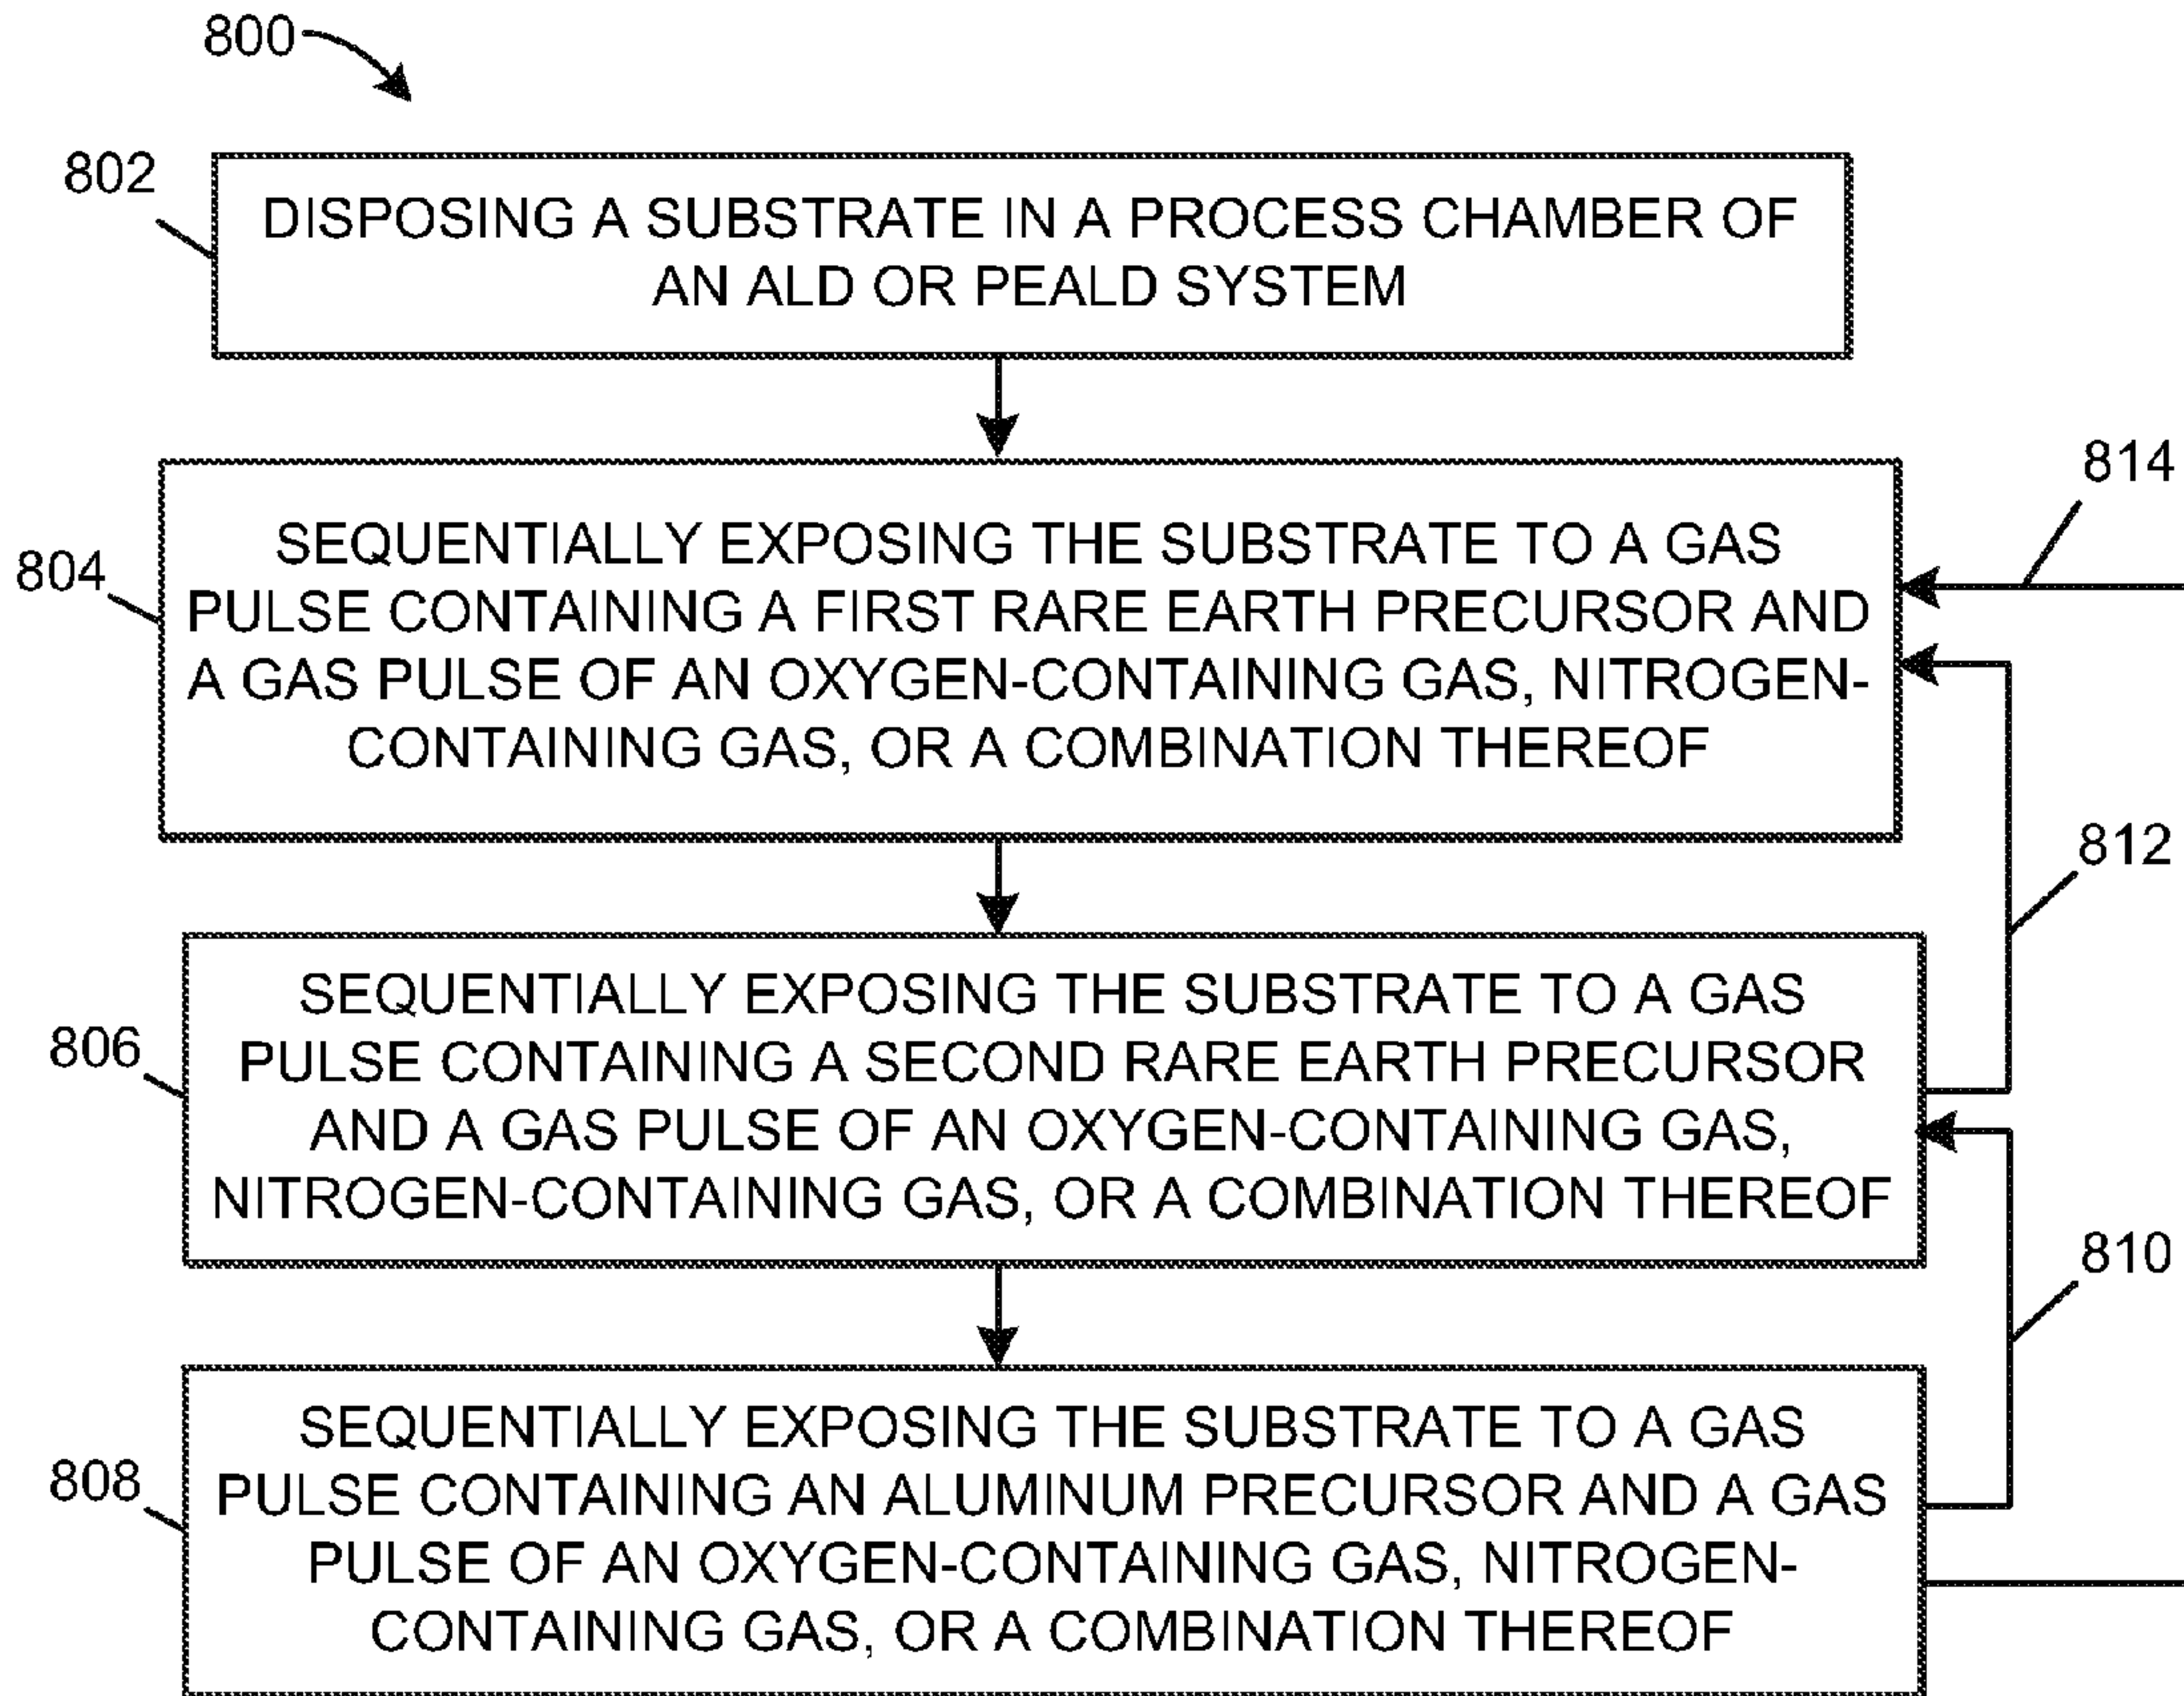 800
802
DISPOSING A SUBSTRATE IN A PROCESS CHAMBER OF
AN ALD OR PEALD SYSTEM
814
804
SEQUENTIALLY EXPOSING THE SUBSTRATE TO A GAS
PULSE CONTAINING A FIRST RARE EARTH PRECURSOR AND
A GAS PULSE OF AN OXYGEN-CONTAINING GAS, NITROGEN-
CONTAINING GAS, OR A COMBINATION THEREOF
812
806
SEQUENTIALLY EXPOSING THE SUBSTRATE TO A GAS
PULSE CONTAINING A SECOND RARE EARTH PRECURSOR
AND A GAS PULSE OF AN OXYGEN-CONTAINING GAS,
NITROGEN-CONTAINING GAS, OR A COMBINATION THEREOF
810
808
SEQUENTIALLY EXPOSING THE SUBSTRATE TO A GAS
PULSE CONTAINING AN ALUMINUM PRECURSOR AND A GAS
PULSE OF AN OXYGEN-CONTAINING GAS, NITROGEN-
CONTAINING GAS, OR A COMBINATION THEREOF